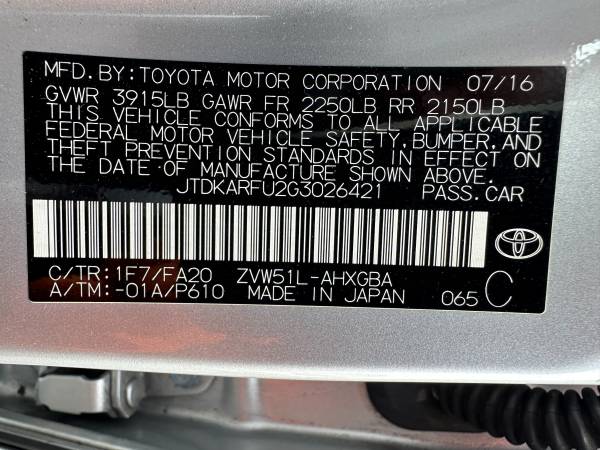 MFD. BY: TOYOTA MOTOR CORPORATION 07/16
GVWR 3915LB GAWR FR 2250LB RR 2150LB
THIS VEHICLE CONFORMS TO ALL APPLICABLE
FEDERAL MOTOR VEHICLE SAFETY, BUMPER, AND
THEFT PREVENTION STANDARDS IN EFFECT ON
THE DATE OF MANUFACTURE SHOWN ABOVE.
JTDKARFU2G3026421 PASS. CAR
C/TR: 1F7/FA20 ZVW51L-AHXGBA
A/TM: -01A/P610 MADE IN JAPAN 065 C